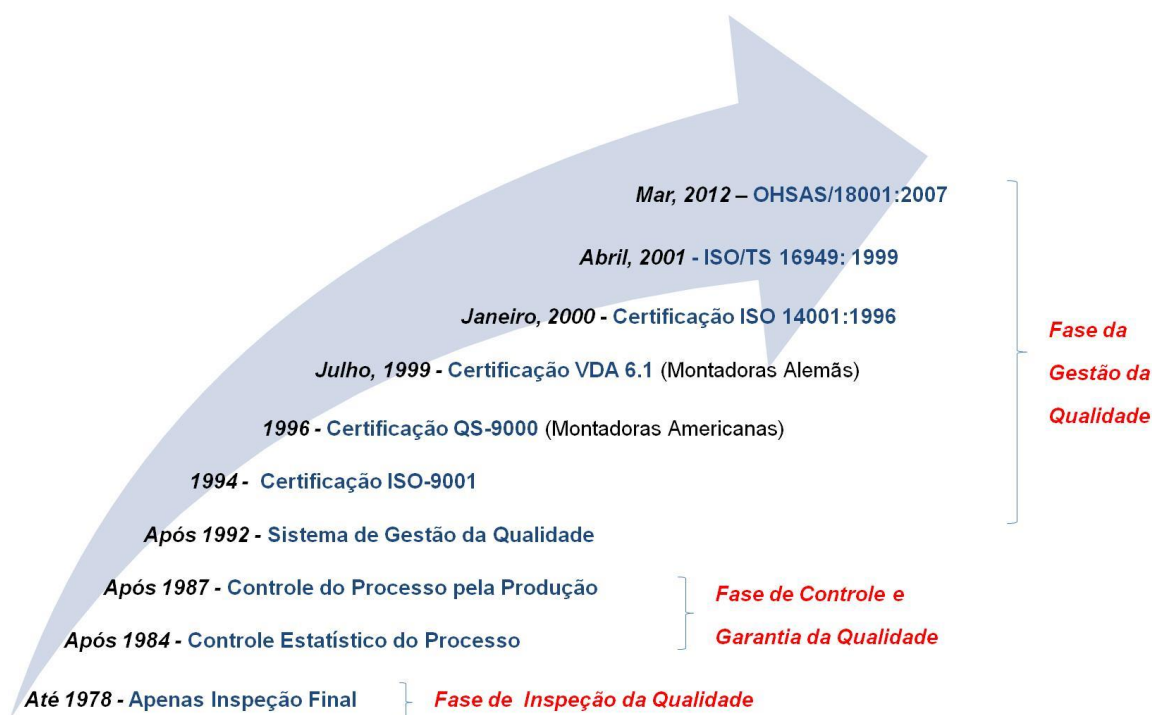 Mar, 2012 – OHSAS/18001:2007
Abril, 2001 - ISO/TS 16949: 1999
Janeiro, 2000 - Certificação ISO 14001:1996
Julho, 1999 - Certificação VDA 6.1 (Montadoras Alemãs)
1996 - Certificação QS-9000 (Montadoras Americanas)
1994 - Certificação ISO-9001
Após 1992 - Sistema de Gestão da Qualidade
Fase da
Gestão da
Qualidade
Após 1987 - Controle do Processo pela Produção
Após 1984 - Controle Estatístico do Processo
Fase de Controle e
Garantia da Qualidade
Até 1978 - Apenas Inspeção Final
Fase de Inspeção da Qualidade